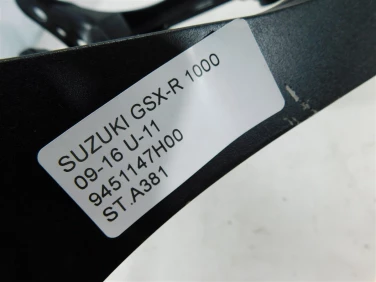 SUZUKI GSX-R 1000
09-16 U-11
9451147H00
ST.A381